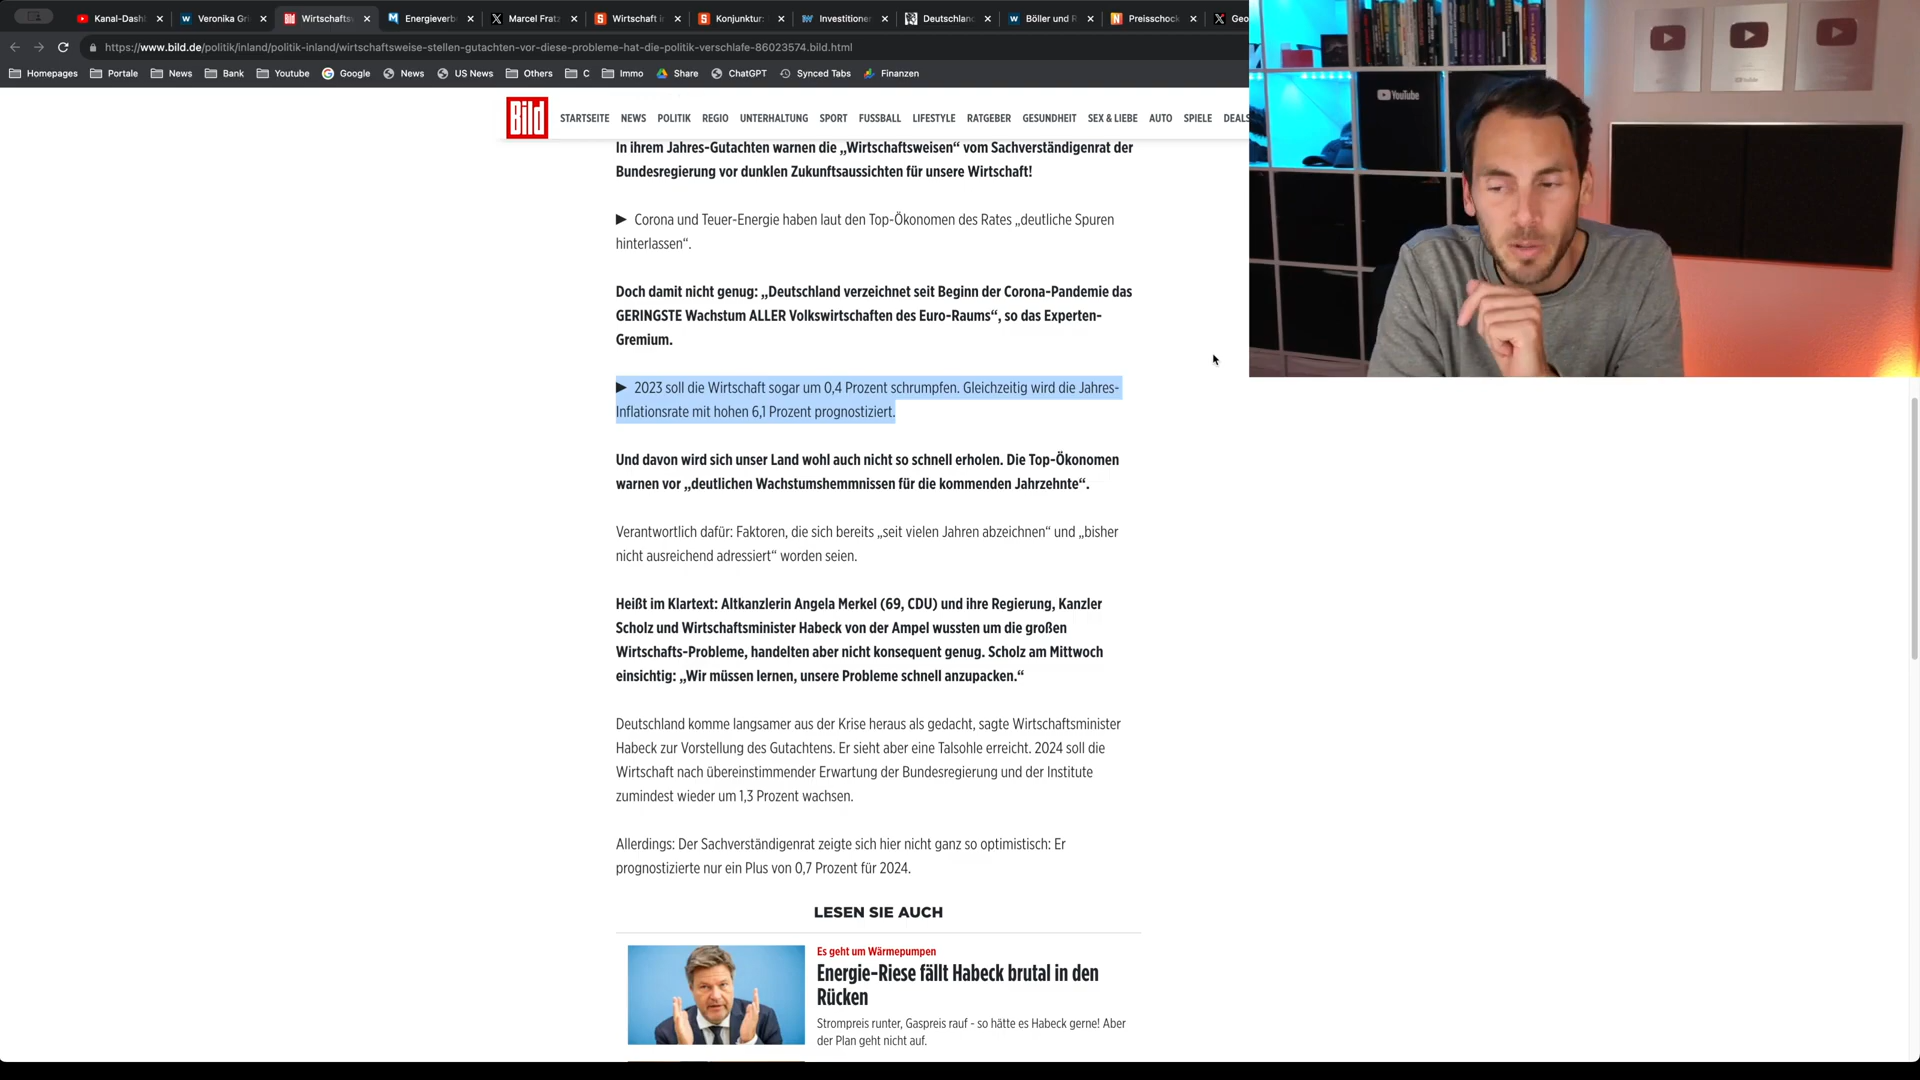 Kanal-Dash
Veronika Gri
Wirtschafts
Energieverb
Marcel Fratz
Wirtschaft i
Konjunktur:
Investitione
Deutschland
Böller und R
Preisschock
Geo
https://www.bild.de/politik/inland/politik-inland/wirtschaftsweise-stellen-gutachten-vor-diese-probleme-hat-die-politik-verschlafe-86023574.bild.html
Homepages
Portale
News
Bank
Youtube
Google
News
US News
Others
C
Immo
Share
ChatGPT
Synced Tabs
Finanzen
YouTube
Bild
STARTSEITE NEWS POLITIK REGIO UNTERHALTUNG SPORT FUSSBALL LIFESTYLE RATGEBER GESUNDHEIT SEX & LIEBE AUTO SPIELE DEALS
In ihrem Jahres-Gutachten warnen die „Wirtschaftsweisen“ vom Sachverständigenrat der
Bundesregierung vor dunklen Zukunftsaussichten für unsere Wirtschaft!
▶ Corona und Teuer-Energie haben laut den Top-Ökonomen des Rates „deutliche Spuren
hinterlassen“.
Doch damit nicht genug: „Deutschland verzeichnet seit Beginn der Corona-Pandemie das
GERINGSTE Wachstum ALLER Volkswirtschaften des Euro-Raums“, so das Experten-
Gremium.
▶ 2023 soll die Wirtschaft sogar um 0,4 Prozent schrumpfen. Gleichzeitig wird die Jahres-
Inflationsrate mit hohen 6,1 Prozent prognostiziert.
Und davon wird sich unser Land wohl auch nicht so schnell erholen. Die Top-Ökonomen
warnen vor „deutlichen Wachstumshemmnissen für die kommenden Jahrzehnte“.
Verantwortlich dafür: Faktoren, die sich bereits „seit vielen Jahren abzeichnen“ und „bisher
nicht ausreichend adressiert“ worden seien.
Heißt im Klartext: Altkanzlerin Angela Merkel (69, CDU) und ihre Regierung, Kanzler
Scholz und Wirtschaftsminister Habeck von der Ampel wussten um die großen
Wirtschafts-Probleme, handelten aber nicht konsequent genug. Scholz am Mittwoch
einsichtig: „Wir müssen lernen, unsere Probleme schnell anzupacken.“
Deutschland komme langsamer aus der Krise heraus als gedacht, sagte Wirtschaftsminister
Habeck zur Vorstellung des Gutachtens. Er sieht aber eine Talsohle erreicht. 2024 soll die
Wirtschaft nach übereinstimmender Erwartung der Bundesregierung und der Institute
zumindest wieder um 1,3 Prozent wachsen.
Allerdings: Der Sachverständigenrat zeigte sich hier nicht ganz so optimistisch: Er
prognostizierte nur ein Plus von 0,7 Prozent für 2024.
LESEN SIE AUCH
Es geht um Wärmepumpen
Energie-Riese fällt Habeck brutal in den
Rücken
Strompreis runter, Gaspreis rauf - so hätte es Habeck gerne! Aber
der Plan geht nicht auf.